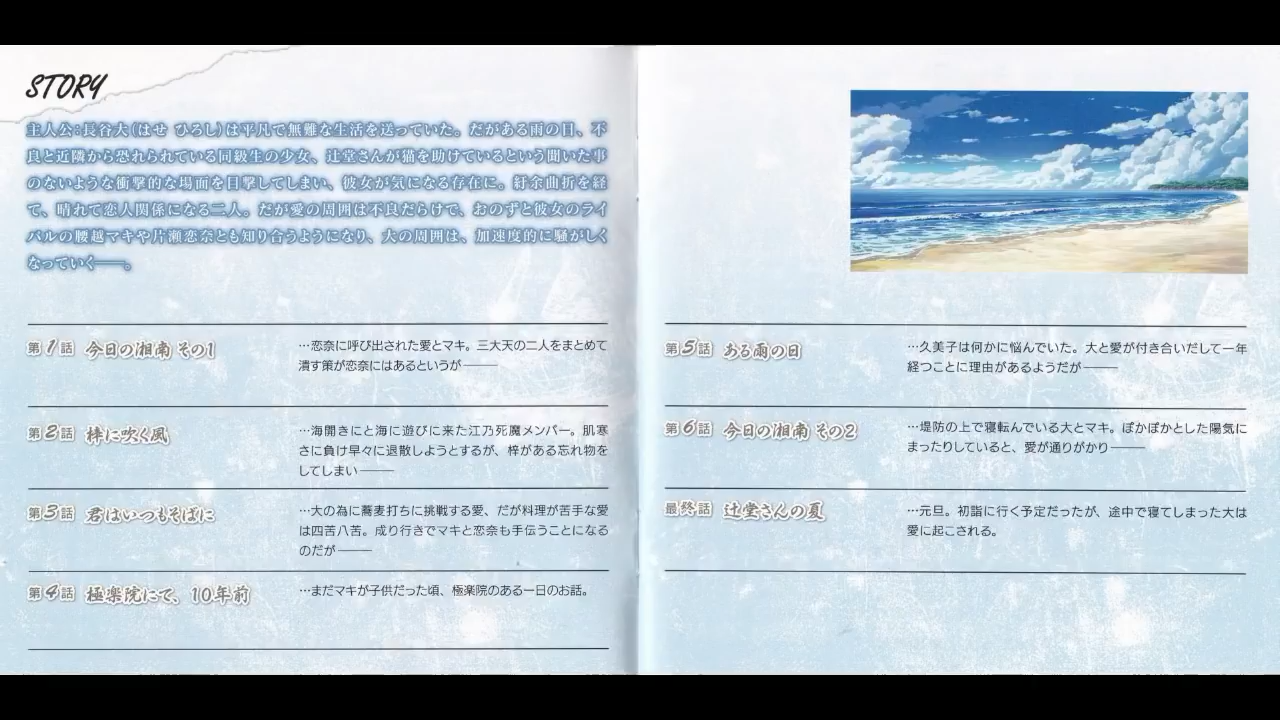 STORY
主人公:長谷大(はせ ひろし)は平凡で無難な生活を送っていた。だがある雨の日、不
良と近隣から恐れられている同級生の少女、辻堂さんが猫を助けているという聞いた事
のないような衝撃的な場面を目撃してしまい、彼女が気になる存在に。紆余曲折を経
て、晴れて恋人関係になる二人。だが愛の周囲は不良だらけで、おのずと彼女のライ
バルの腰越マキや片瀬恋奈とも知り合うようになり、大の周囲は、加速度的に騒がしく
なっていく――。
第1話 今日の湘南 その1
…恋奈に呼び出された愛とマキ。三大天の二人をまとめて
潰す策が恋奈にはあるというが――
第2話 梓に吹く風
…海開きにと海に遊びに来た江乃死魔メンバー。肌寒
さに負け早々に退散しようとするが、梓がある忘れ物を
してしまい――
第3話 君はいつもそばに
…大の為に蕎麦打ちに挑戦する愛、だが料理が苦手な愛
は四苦八苦。成り行きでマキと恋奈も手伝うことになる
のだが――
第4話 極楽院にて、10年前
…まだマキが子供だった頃、極楽院のある一日のお話。
第5話 ある雨の日
…久美子は何かに悩んでいた。大と愛が付き合いだして一年
経つことに理由があるようだが――
第6話 今日の湘南 その2
…堤防の上で寝転んでいる大とマキ。ぽかぽかとした陽気に
まったりしていると、愛が通りがかり――
最終話 辻堂さんの夏
…元旦。初詣に行く予定だったが、途中で寝てしまった大は
愛に起こされる。